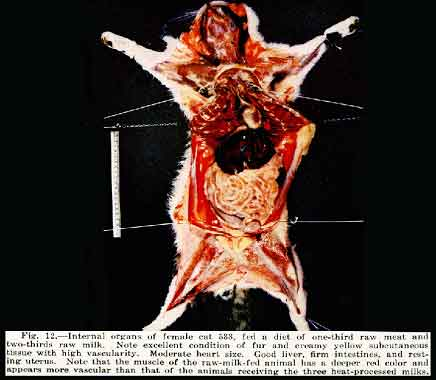 Fig. 12.—Internal organs of female cat 538, fed a diet of one-third raw meat and
two-thirds raw milk. Note excellent condition of fur and creamy yellow subcutaneous
tissue with high vascularity. Moderate heart size. Good liver, firm intestines, and rest-
ing uterus. Note that the muscle of the raw-milk-fed animal has a deeper red color and
appears more vascular than that of the animals receiving the three heat-processed milks.